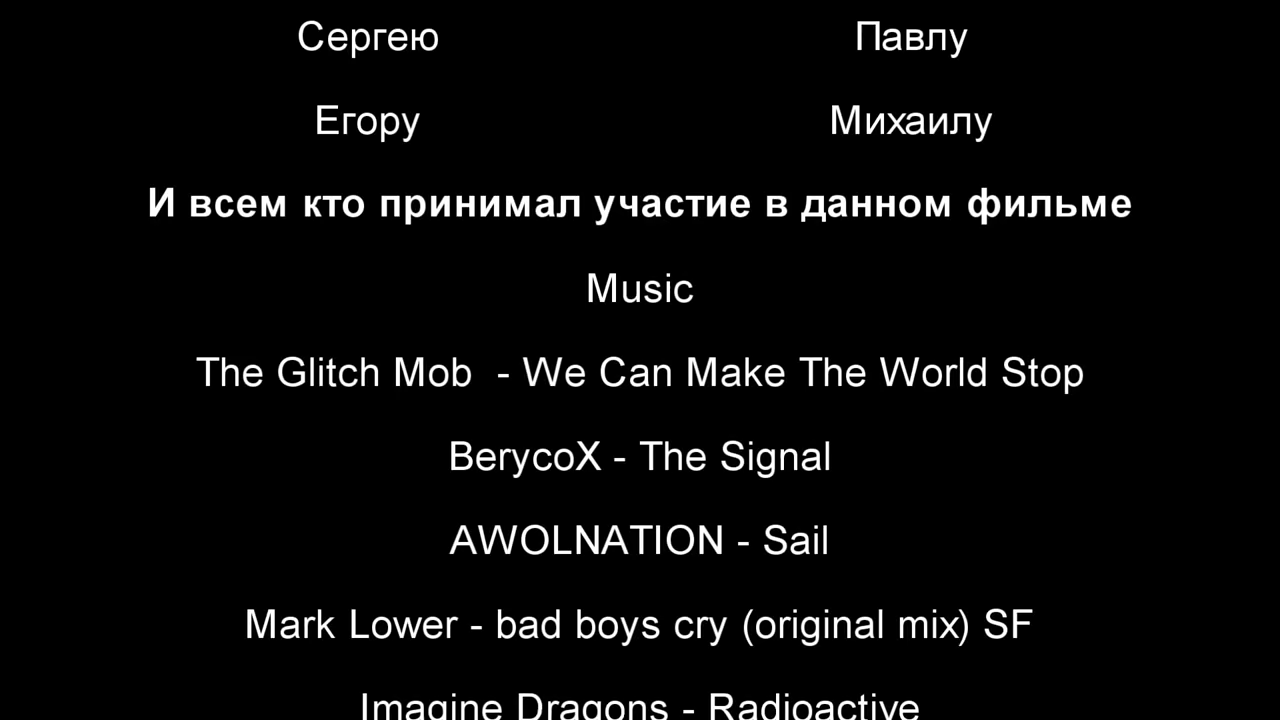 Сергею Павлу
Егору Михаилу
И всем кто принимал участие в данном фильме
Music
The Glitch Mob  - We Can Make The World Stop
BerycoX - The Signal
AWOLNATION - Sail
Mark Lower - bad boys cry (original mix) SF
Imagine Dragons - Radioactive